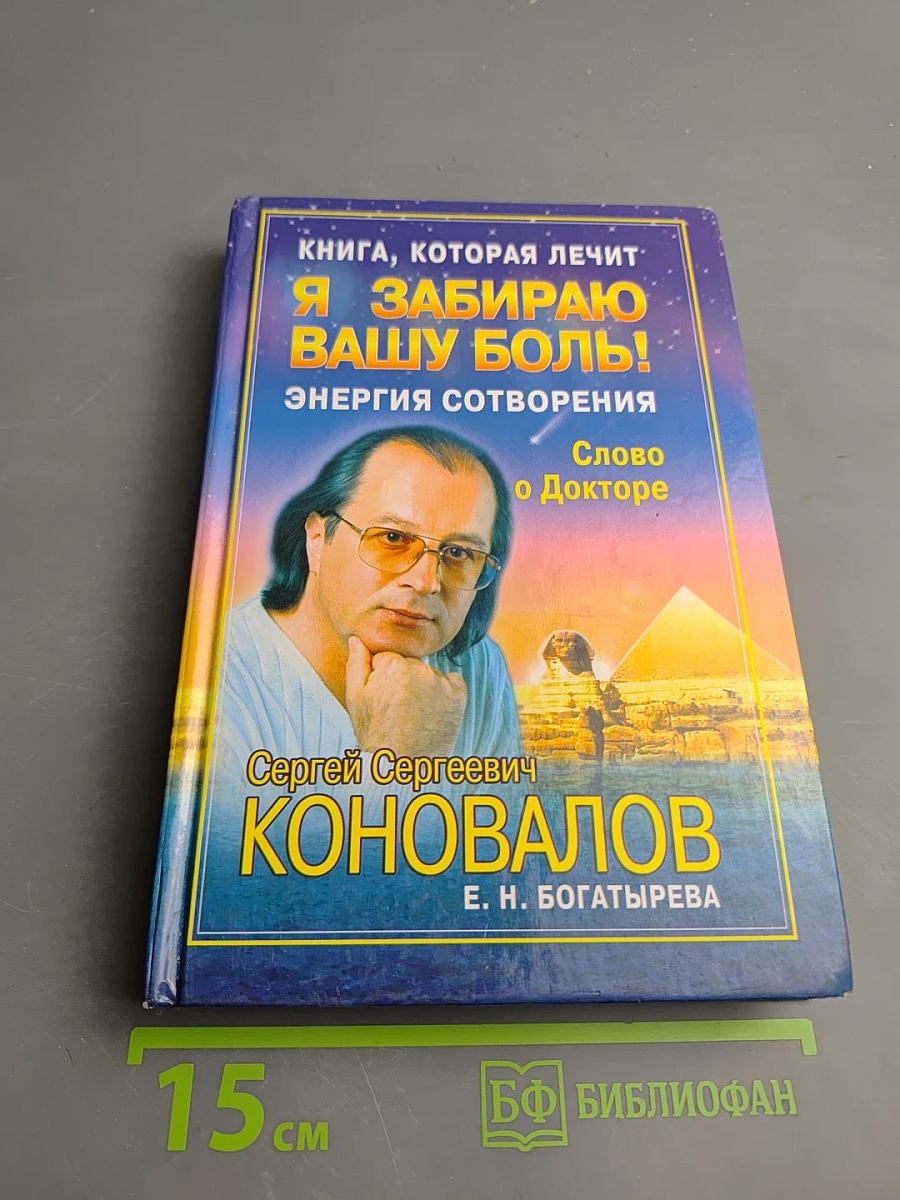 КНИГА, КОТОРАЯ ЛЕЧИТ
Я ЗАБИРАЮ
ВАШУ БОЛЬ!
ЭНЕРГИЯ СОТВОРЕНИЯ
Слово
о Докторе
Сергей Сергеевич
КОНОВАЛОВ
Е. Н. БОГАТЫРЕВА
15 см
БФ БИБЛИОФАН